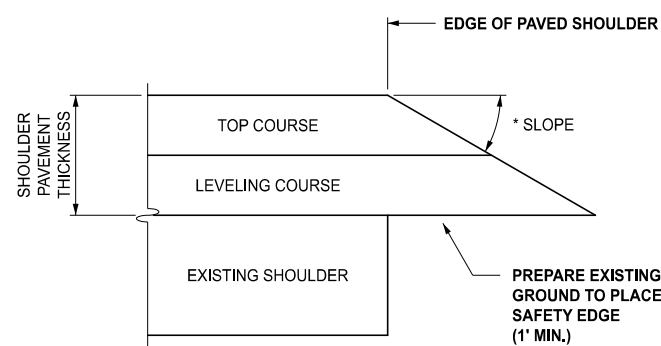 EDGE OF PAVED SHOULDER
SHOULDER
PAVEMENT
THICKNESS
TOP COURSE
* SLOPE
LEVELING COURSE
EXISTING SHOULDER
PREPARE EXISTING
GROUND TO PLACE
SAFETY EDGE
(1' MIN.)